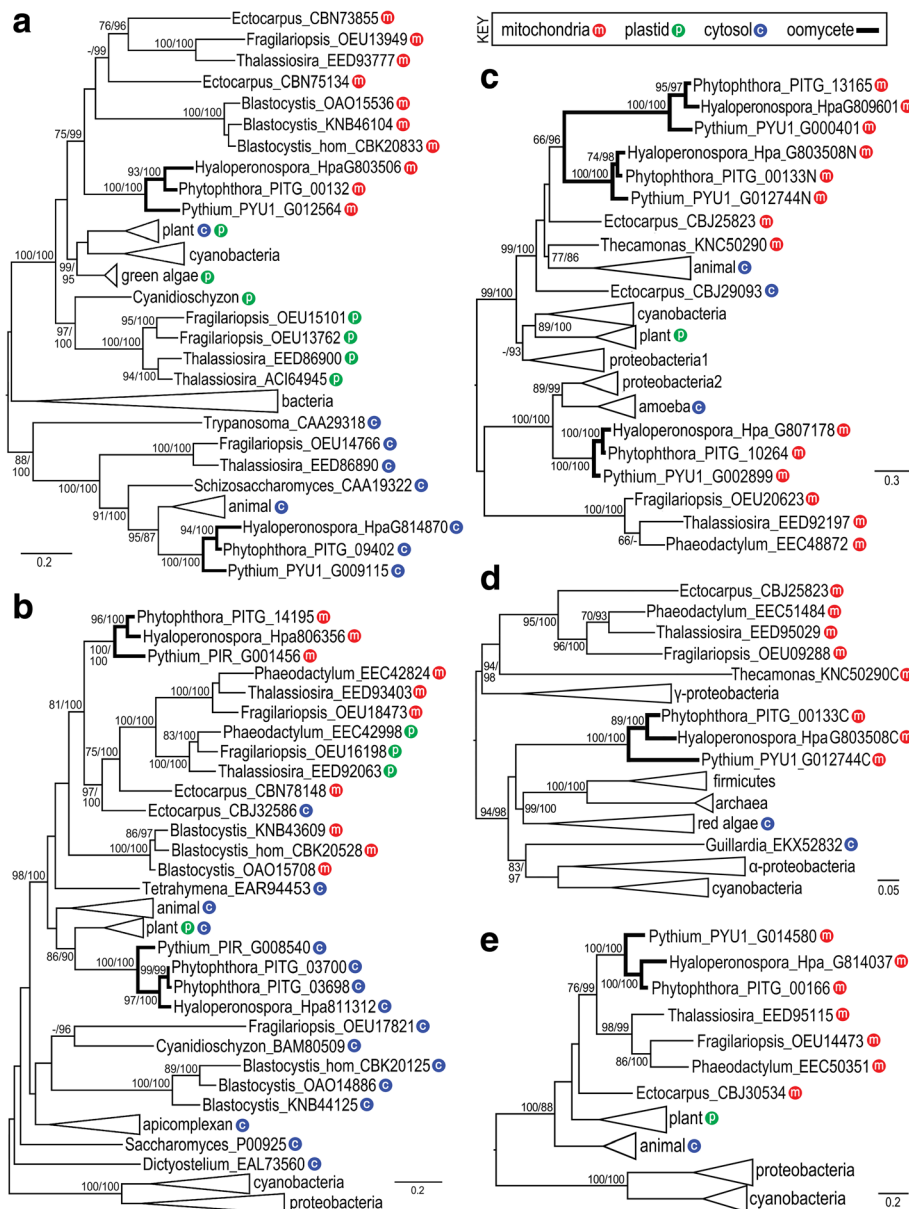 a
Ectocarpus_CBN73855 m
76/96
Fragilariopsis_OEU13949 m
100/100
Thalassiosira_EED93777 m
-/99
Ectocarpus_CBN75134 m
Blastocystis_OAO15536 m
100/100
Blastocystis_KNB46104 m
Blastocystis_hom_CBK20833 m
75/99
93/100
Hyaloperonospora_HpaG803506 m
100/100
Phytophthora_PITG_00132 m
Pythium_PYU1_G012564 m
plant c p
cyanobacteria
100/100
99/
95
green algae p
Cyanidioschyzon p
95/100
Fragilariopsis_OEU15101 p
97/
100
100/100
Fragilariopsis_OEU13762 p
Thalassiosira_EED86900 p
94/100
Thalassiosira_ACI64945 p
bacteria
Trypanosoma_CAA29318 c
88/
100
100/100
Fragilariopsis_OEU14766 c
Thalassiosira_EED86890 c
100/100
Schizosaccharomyces_CAA19322 c
91/100
animal c
95/87
94/100
Hyaloperonospora_HpaG814870 c
Phytophthora_PITG_09402 c
100/100
Pythium_PYU1_G009115 c
0.2
b
96/100
Phytophthora_PITG_14195 m
100/
100
Hyaloperonospora_Hpa806356 m
Pythium_PIR_G001456 m
Phaeodactylum_EEC42824 m
100/100
Thalassiosira_EED93403 m
Fragilariopsis_OEU18473 m
81/100
100/100
83/100
Phaeodactylum_EEC42998 p
Fragilariopsis_OEU16198 p
100/100
Thalassiosira_EED92063 p
75/100
Ectocarpus_CBN78148 m
97/
100
Ectocarpus_CBJ32586 c
86/97
Blastocystis_KNB43609 m
100/100
Blastocystis_hom_CBK20528 m
Blastocystis_OAO15708 m
98/100
Tetrahymena_EAR94453 c
animal c
plant p c
86/90
Pythium_PIR_G008540 c
100/100
99/99
Phytophthora_PITG_03700 c
Phytophthora_PITG_03698 c
97/100
Hyaloperonospora_Hpa811312 c
-/96
Fragilariopsis_OEU17821 c
Cyanidioschyzon_BAM80509 c
89/100
Blastocystis_hom_CBK20125 c
100/100
Blastocystis_OAO14886 c
Blastocystis_KNB44125 c
apicomplexan c
Saccharomyces_P00925 c
Dictyostelium_EAL73560 c
100/100
cyanobacteria
proteobacteria
0.2
KEY
mitochondria m plastid p cytosol c oomycete
c
95/97
Phytophthora_PITG_13165 m
100/100
Hyaloperonospora_HpaG809601 m
Pythium_PYU1_G000401 m
66/96
74/98
Hyaloperonospora_Hpa_G803508N m
100/100
Phytophthora_PITG_00133N m
Pythium_PYU1_G012744N m
Ectocarpus_CBJ25823 m
99/100
Thecamonas_KNC50290 m
77/86
animal c
Ectocarpus_CBJ29093 c
99/100
cyanobacteria
89/100
plant p
-/93
proteobacteria1
89/99
proteobacteria2
amoeba c
100/100
100/100
Hyaloperonospora_Hpa_G807178 m
Phytophthora_PITG_10264 m
100/100
Pythium_PYU1_G002899 m
0.3
Fragilariopsis_OEU20623 m
100/100
Thalassiosira_EED92197 m
66/-
Phaeodactylum_EEC48872 m
d
Ectocarpus_CBJ25823 m
95/100
70/93
Phaeodactylum_EEC51484 m
Thalassiosira_EED95029 m
96/100
Fragilariopsis_OEU09288 m
94/
98
Thecamonas_KNC50290C m
γ-proteobacteria
89/100
Phytophthora_PITG_00133C m
100/100
Hyaloperonospora_Hpa G803508C m
Pythium_PYU1_G012744C m
100/100
firmicutes
archaea
94/98
99/100
red algae c
Guillardia_EKX52832 c
83/
97
α-proteobacteria
cyanobacteria
0.05
e
Pythium_PYU1_G014580 m
100/100
Hyaloperonospora_Hpa_G814037 m
100/100
Phytophthora_PITG_00166 m
76/99
Thalassiosira_EED95115 m
98/99
Fragilariopsis_OEU14473 m
86/100
Phaeodactylum_EEC50351 m
Ectocarpus_CBJ30534 m
100/88
plant p
animal c
100/100
proteobacteria
cyanobacteria
0.2